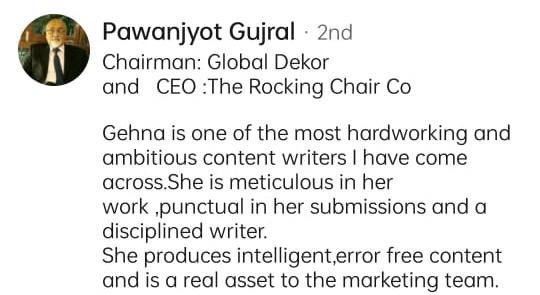 Pawanjyot Gujral · 2nd
Chairman: Global Dekor
and CEO :The Rocking Chair Co
Gehna is one of the most hardworking and
ambitious content writers I have come
across.She is meticulous in her
work ,punctual in her submissions and a
disciplined writer.
She produces intelligent,error free content
and is a real asset to the marketing team.